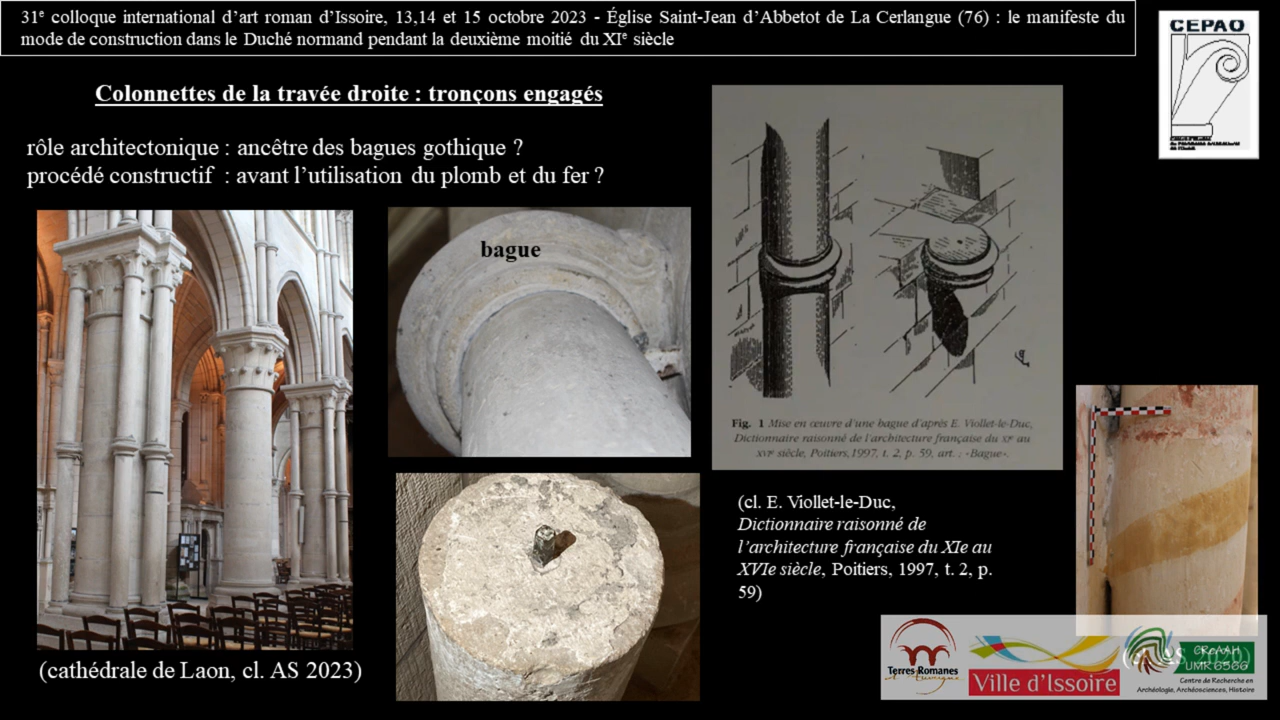 31e colloque international d’art roman d’Issoire, 13,14 et 15 octobre 2023 - Église Saint-Jean d’Abbetot de La Cerlangue (76) : le manifeste du
mode de construction dans le Duché normand pendant la deuxième moitié du XIe siècle
CEPAO
Colonnettes de la travée droite : tronçons engagés
rôle architectonique : ancêtre des bagues gothique ?
procédé constructif : avant l’utilisation du plomb et du fer ?
bague
Fig. 1 Mise en œuvre d'une bague d'après E. Viollet-le-Duc,
Dictionnaire raisonné de l'architecture française du XIe au
XVIe siècle, Poitiers, 1997, t. 2, p. 59, art. : «Bague».
(cl. E. Viollet-le-Duc,
Dictionnaire raisonné de
l’architecture française du XIe au
XVIe siècle, Poitiers, 1997, t. 2, p.
59)
(cathédrale de Laon, cl. AS 2023)
Terres Romanes
d'Auvergne
Ville d'Issoire
CReAAH
UMR 6566
Centre de Recherche en
Archéologie, Archéosciences, Histoire